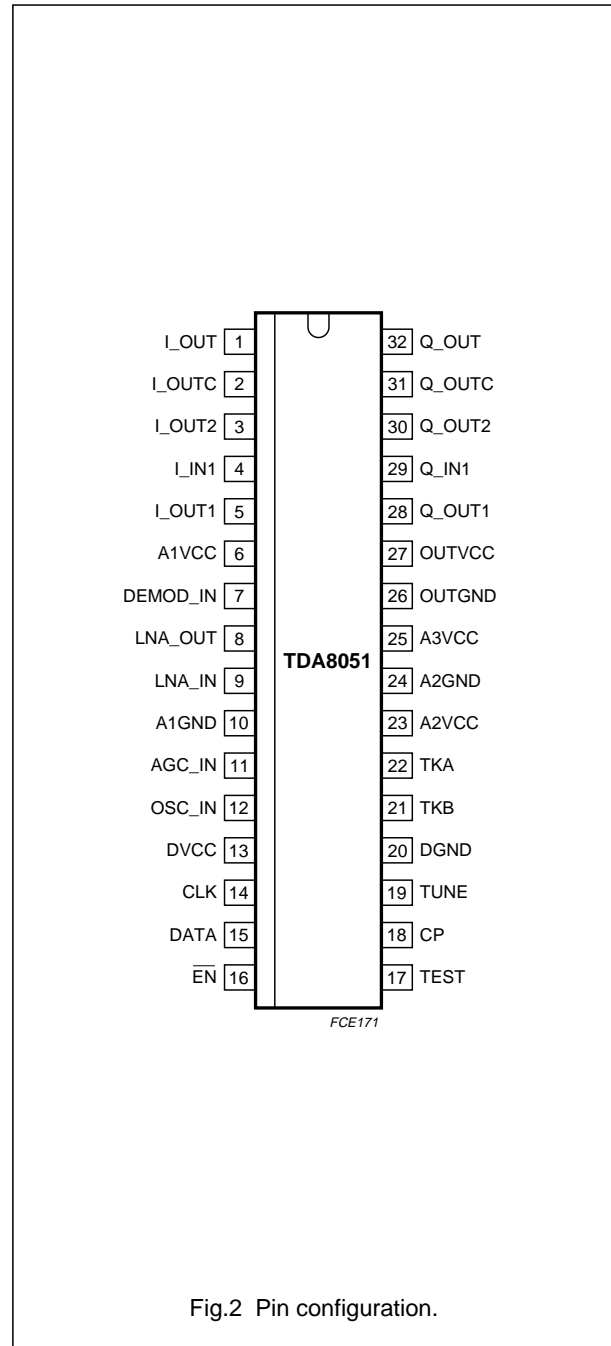 I_OUT 1 32 Q_OUT
I_OUTC 2 31 Q_OUTC
I_OUT2 3 30 Q_OUT2
I_IN1 4 29 Q_IN1
I_OUT1 5 28 Q_OUT1
A1VCC 6 27 OUTVCC
DEMOD_IN 7 26 OUTGND
LNA_OUT 8 25 A3VCC
TDA8051
LNA_IN 9 24 A2GND
A1GND 10 23 A2VCC
AGC_IN 11 22 TKA
OSC_IN 12 21 TKB
DVCC 13 20 DGND
CLK 14 19 TUNE
DATA 15 18 CP
E̅N̅ 16 17 TEST
FCE171
Fig.2 Pin configuration.